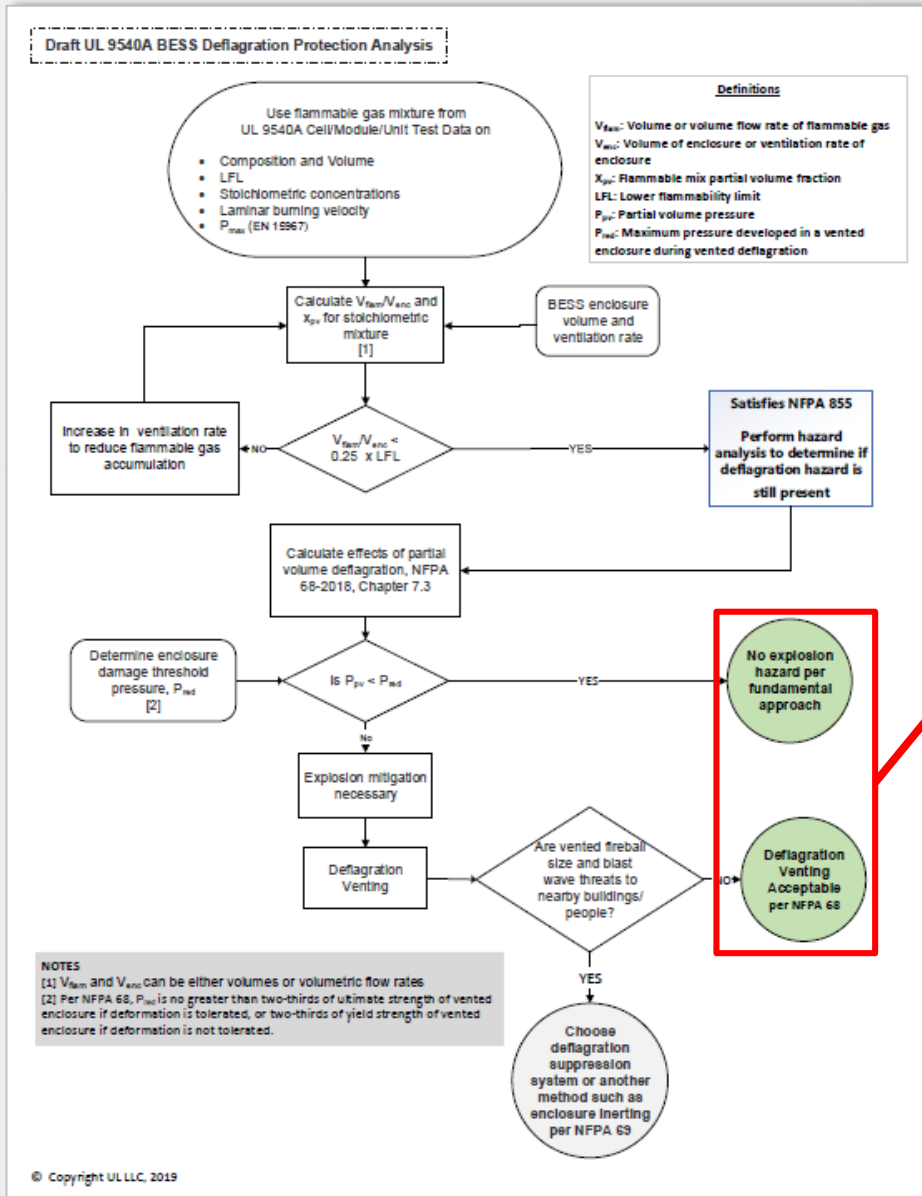 Draft UL 9540A BESS Deflagration Protection Analysis
Use flammable gas mixture from
UL 9540A Cell/Module/Unit Test Data on
• Composition and Volume
• LFL
• Stoichiometric concentrations
• Laminar burning velocity
• Pmax (EN 15967)
Definitions
Vflam: Volume or volume flow rate of flammable gas
Venc: Volume of enclosure or ventilation rate of
enclosure
Xpv: Flammable mix partial volume fraction
LFL: Lower flammability limit
Ppv: Partial volume pressure
Pred: Maximum pressure developed in a vented
enclosure during vented deflagration
Calculate Vflam/Venc and
xpv for stoichiometric
mixture
[1]
BESS enclosure
volume and
ventilation rate
Increase in ventilation rate
to reduce flammable gas
accumulation
NO
Vflam/Venc <
0.25 x LFL
YES
Satisfies NFPA 855
Perform hazard
analysis to determine if
deflagration hazard is
still present
Calculate effects of partial
volume deflagration, NFPA
68-2018, Chapter 7.3
Determine enclosure
damage threshold
pressure, Pred
[2]
Is Ppv < Pred
YES
No explosion
hazard per
fundamental
approach
No
Explosion mitigation
necessary
Deflagration
Venting
Are vented fireball
size and blast
wave threats to
nearby buildings/
people?
NO
Deflagration
Venting
Acceptable
per NFPA 68
YES
Choose
deflagration
suppression
system or another
method such as
enclosure inerting
per NFPA 69
NOTES
[1] Vflam and Venc can be either volumes or volumetric flow rates
[2] Per NFPA 68, Pred is no greater than two-thirds of ultimate strength of vented
enclosure if deformation is tolerated, or two-thirds of yield strength of vented
enclosure if deformation is not tolerated.
© Copyright UL LLC, 2019